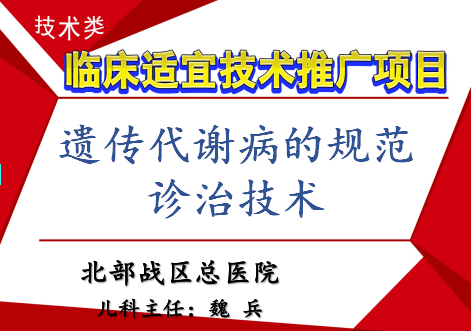 技术类
临床适宜技术推广项目
遗传代谢病的规范
诊治技术
北部战区总医院
儿科主任：魏 兵